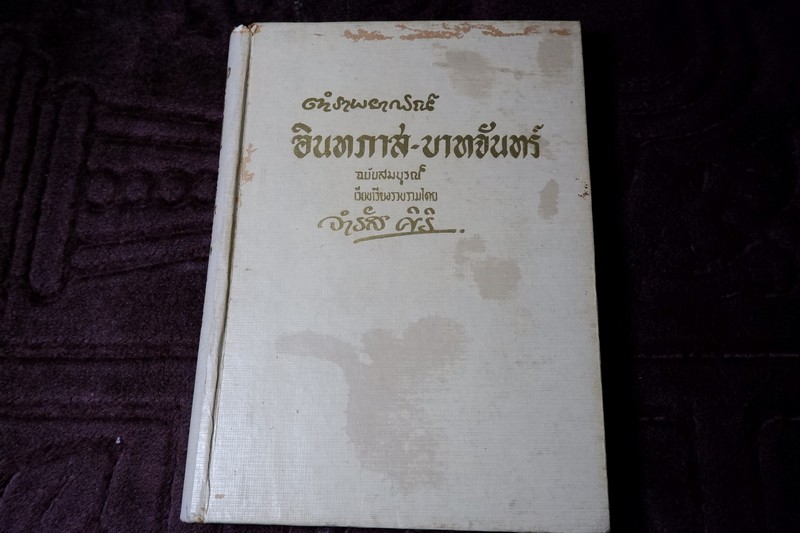 ตำราพยากรณ์
อินทภาส-บาทจันทร์
ฉบับสมบูรณ์
เรียบเรียงรวบรวมโดย
จำรัส ศิริ